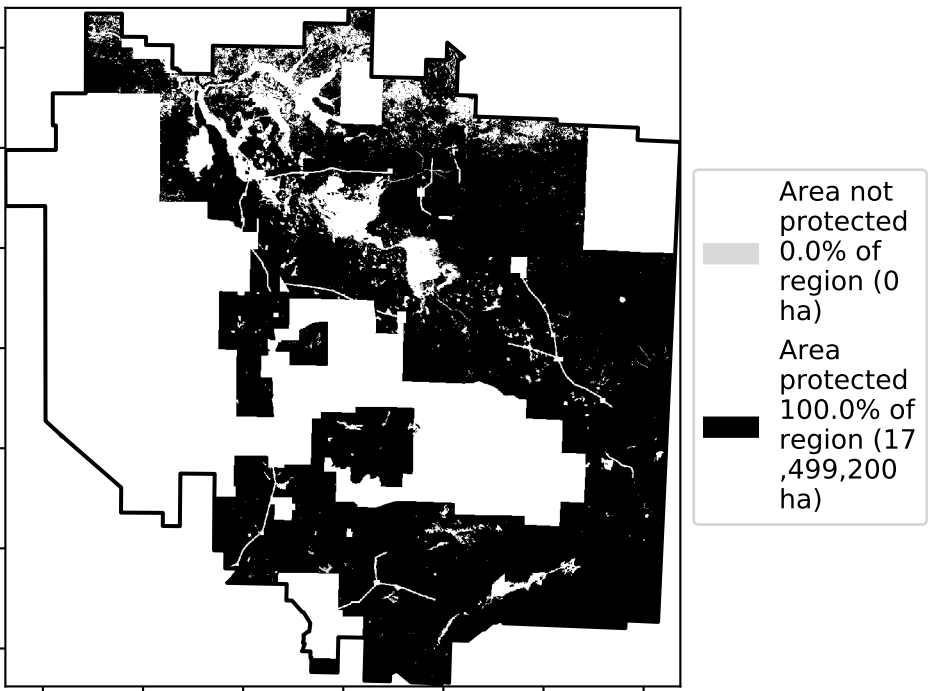 Area not
protected
0.0% of
region (0
ha)
Area
protected
100.0% of
region (17
,499,200
ha)